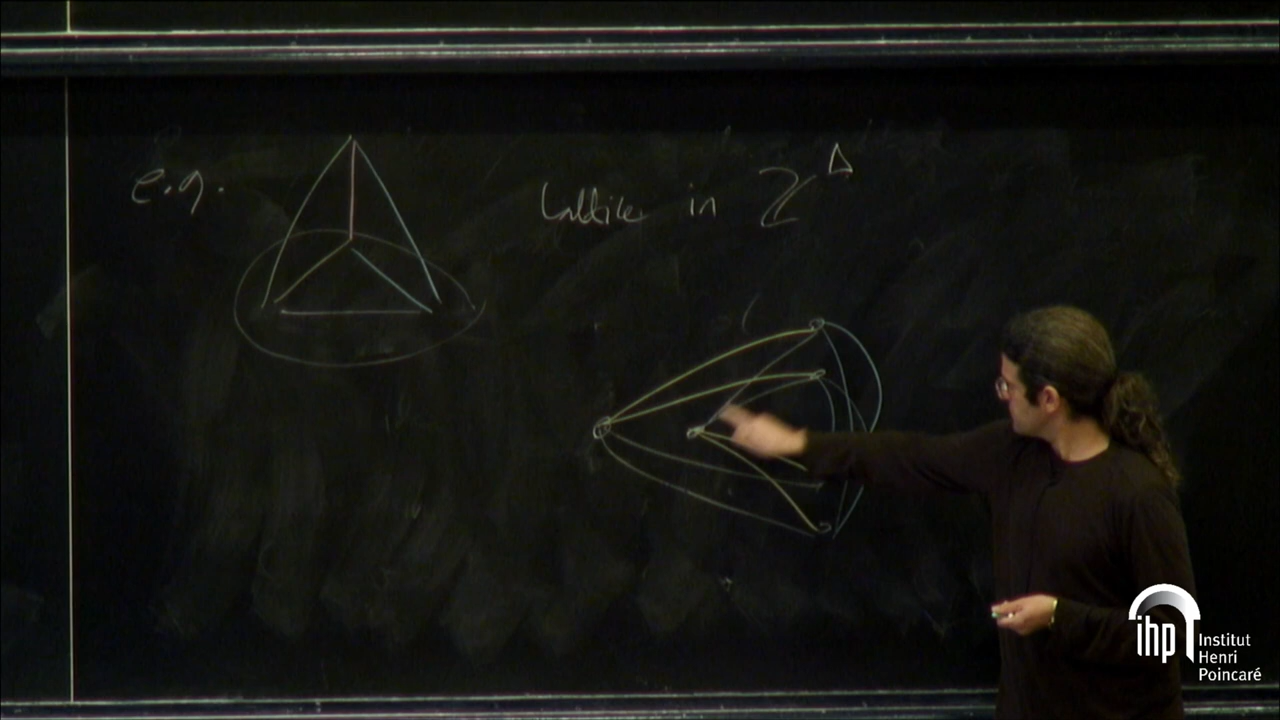 e.g.
Lattice in ℤ^Δ
ihp
Institut
Henri
Poincaré